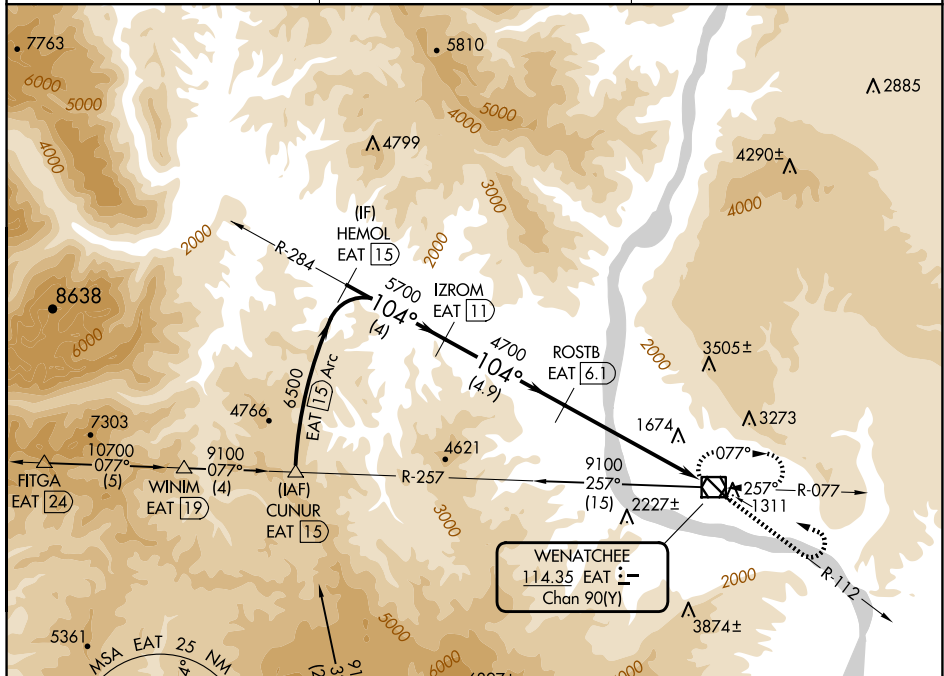 7763
5810
2885
6000
5000
5000
4000
4799
4290±
4000
3000
4000
(IF)
HEMOL
EAT 15
2000
R-284
2000
5700
104°
(4)
IZROM
EAT 11
8638
6000
4700
104°
(4.9)
ROSTB
EAT 6.1
2000
3505±
6500
EAT 15 Arc
4766
7303
1674
3273
4621
10700
077°
(5)
9100
077°
(4)
R-257
9100
257°
(15)
077°
257°
R-077
1311
FITGA
EAT 24
WINIM
EAT 19
(IAF)
CUNUR
EAT 15
3000
2227±
WENATCHEE
114.35 EAT
Chan 90(Y)
2000
R-112
3874±
5361
MSA EAT 25 NM
5000
6000